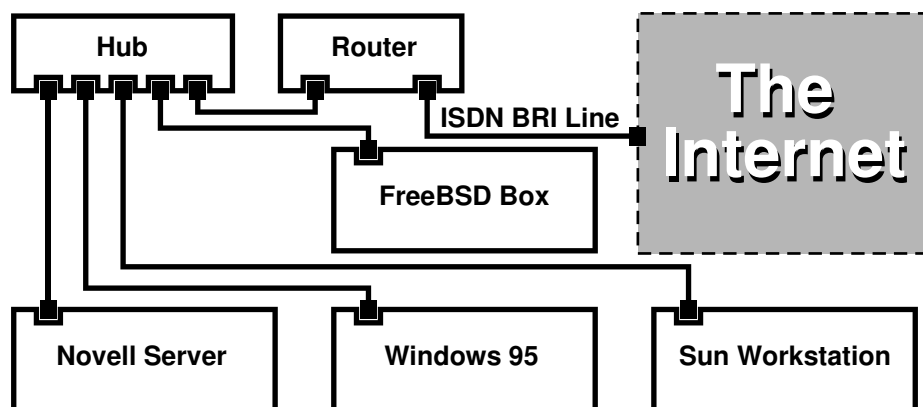 Hub
Router
ISDN BRI Line
The
Internet
FreeBSD Box
Novell Server
Windows 95
Sun Workstation